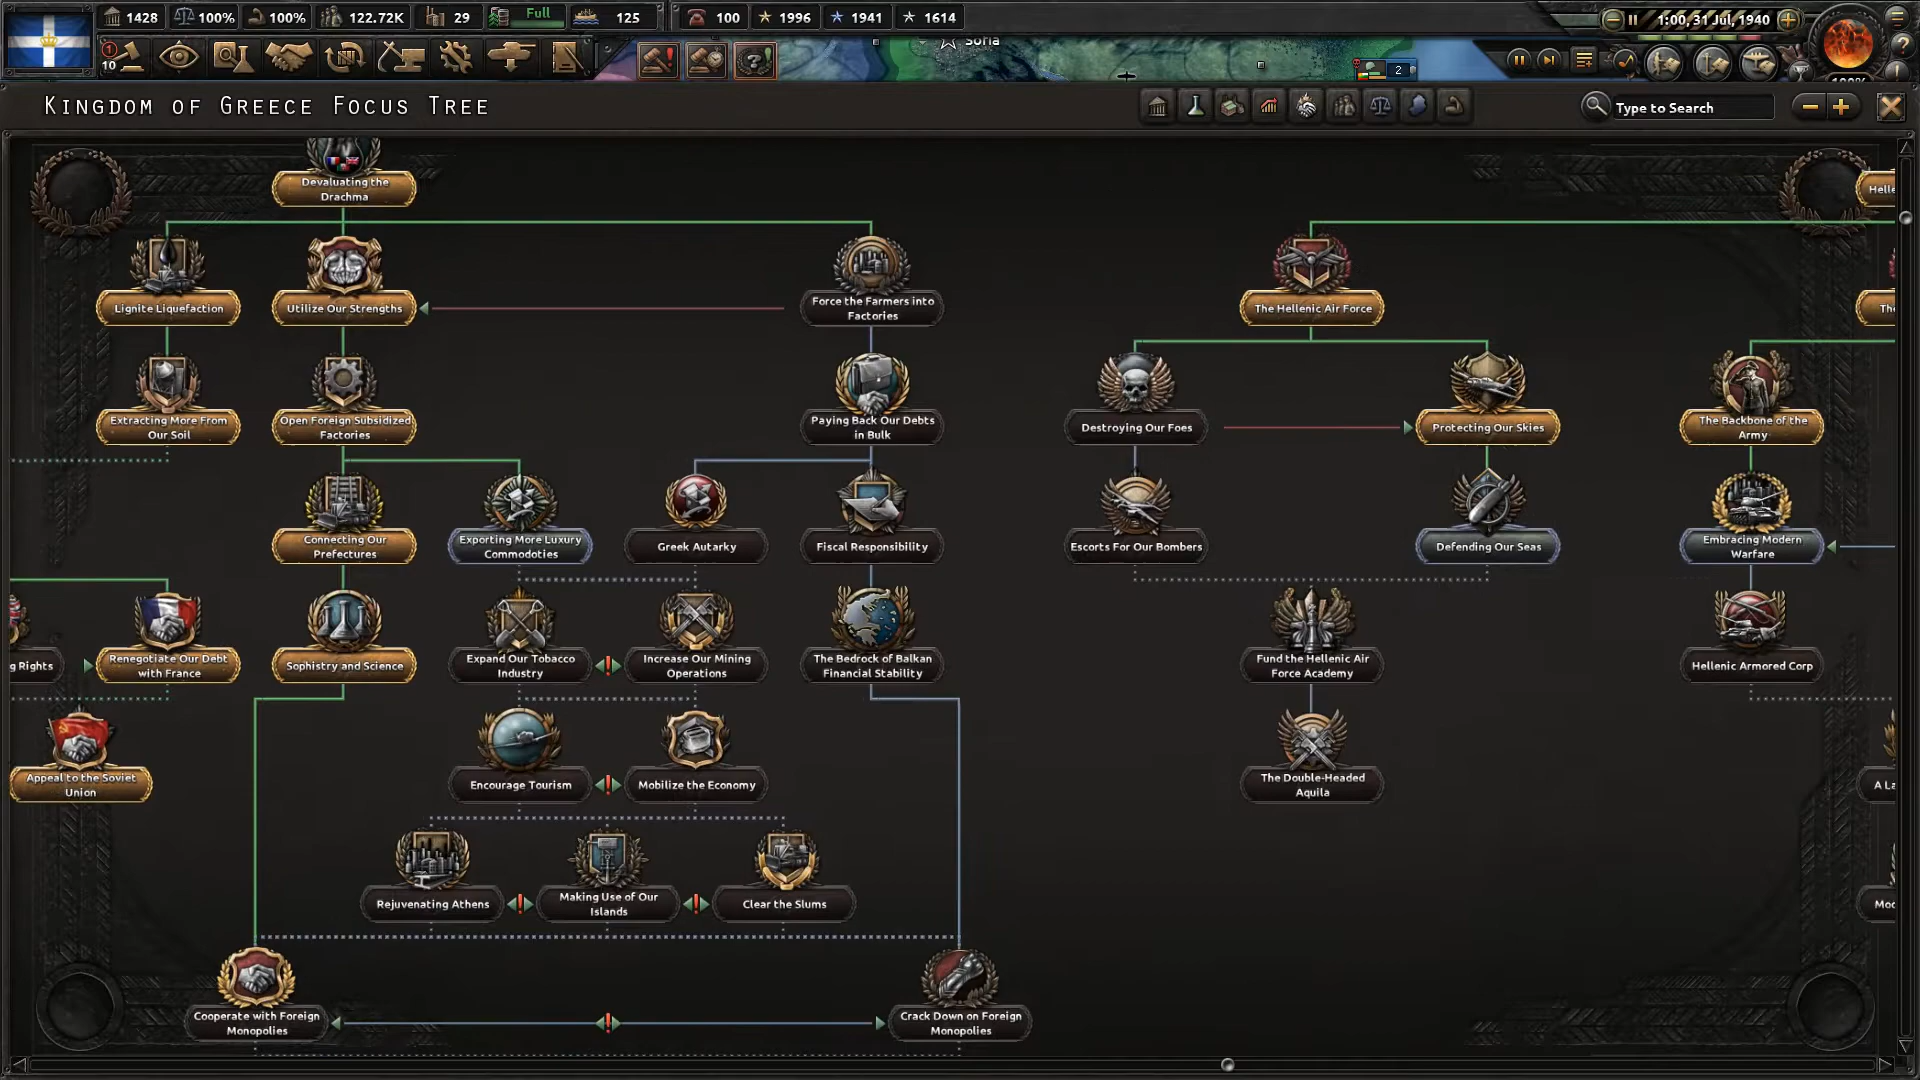 1428
100%
100%
122.72K
29
Full
125
100
1996
1941
1614
1:00, 31 Jul, 1940
1
10
Sofia
2
KINGDOM OF GREECE FOCUS TREE
Type to Search
Devaluating the
Drachma
Helle
Lignite Liquefaction
Utilize Our Strengths
Force the Farmers into
Factories
The Hellenic Air Force
Extracting More From
Our Soil
Open Foreign Subsidized
Factories
Paying Back Our Debts
in Bulk
Destroying Our Foes
Protecting Our Skies
The Backbone of the
Army
Connecting Our
Prefectures
Exporting More Luxury
Commodoties
Greek Autarky
Fiscal Responsibility
Escorts For Our Bombers
Defending Our Seas
Embracing Modern
Warfare
g Rights
Renegotiate Our Debt
with France
Sophistry and Science
Expand Our Tobacco
Industry
Increase Our Mining
Operations
The Bedrock of Balkan
Financial Stability
Fund the Hellenic Air
Force Academy
Hellenic Armored Corp
Appeal to the Soviet
Union
Encourage Tourism
Mobilize the Economy
The Double-Headed
Aquila
A La
Rejuvenating Athens
Making Use of Our
Islands
Clear the Slums
Cooperate with Foreign
Monopolies
Crack Down on Foreign
Monopolies